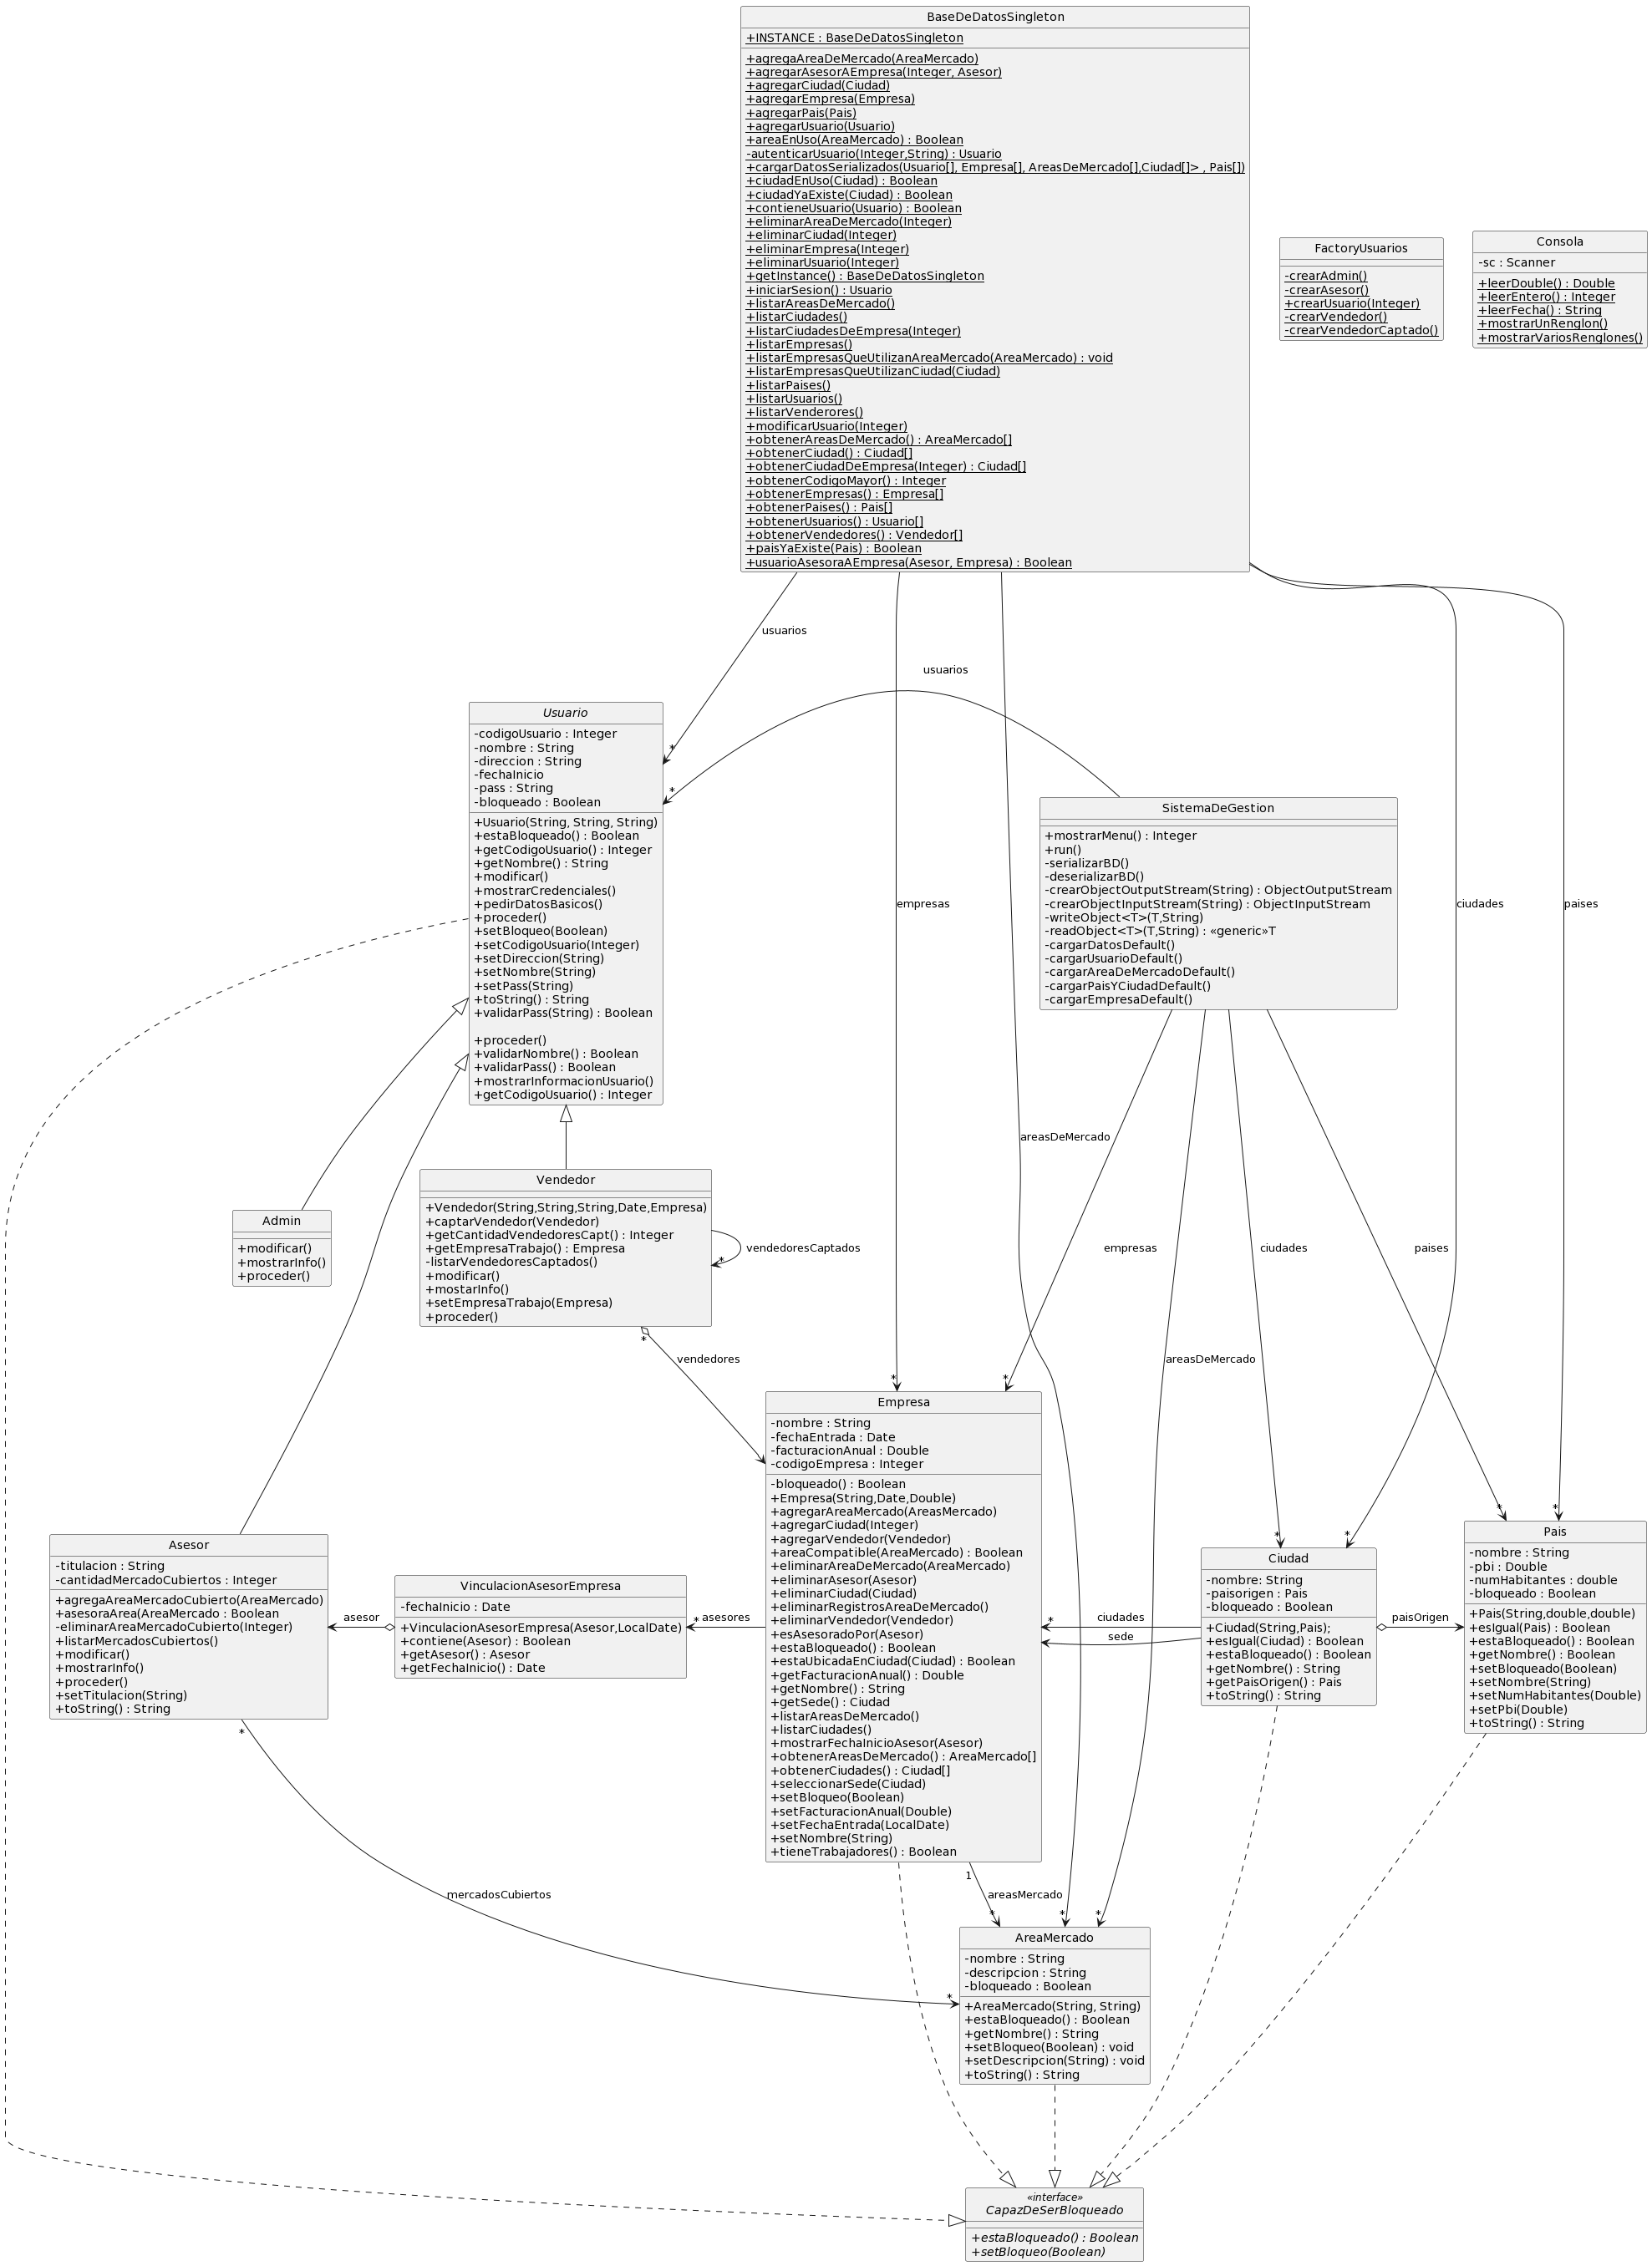 BaseDeDatosSingleton
+INSTANCE : BaseDeDatosSingleton
+agregaAreaDeMercado(AreaMercado)
+agregarAsesorAEmpresa(Integer, Asesor)
+agregarCiudad(Ciudad)
+agregarEmpresa(Empresa)
+agregarPais(Pais)
+agregarUsuario(Usuario)
+areaEnUso(AreaMercado) : Boolean
-autenticarUsuario(Integer,String) : Usuario
+cargarDatosSerializados(Usuario[], Empresa[], AreasDeMercado[],Ciudad[]> , Pais[])
+ciudadEnUso(Ciudad) : Boolean
+ciudadYaExiste(Ciudad) : Boolean
+contieneUsuario(Usuario) : Boolean
+eliminarAreaDeMercado(Integer)
+eliminarCiudad(Integer)
+eliminarEmpresa(Integer)
+eliminarUsuario(Integer)
+getInstance() : BaseDeDatosSingleton
+iniciarSesion() : Usuario
+listarAreasDeMercado()
+listarCiudades()
+listarCiudadesDeEmpresa(Integer)
+listarEmpresas()
+listarEmpresasQueUtilizanAreaMercado(AreaMercado) : void
+listarEmpresasQueUtilizanCiudad(Ciudad)
+listarPaises()
+listarUsuarios()
+listarVenderores()
+modificarUsuario(Integer)
+obtenerAreasDeMercado() : AreaMercado[]
+obtenerCiudad() : Ciudad[]
+obtenerCiudadDeEmpresa(Integer) : Ciudad[]
+obtenerCodigoMayor() : Integer
+obtenerEmpresas() : Empresa[]
+obtenerPaises() : Pais[]
+obtenerUsuarios() : Usuario[]
+obtenerVendedores() : Vendedor[]
+paisYaExiste(Pais) : Boolean
+usuarioAsesoraAEmpresa(Asesor, Empresa) : Boolean
FactoryUsuarios
-crearAdmin()
-crearAsesor()
+crearUsuario(Integer)
-crearVendedor()
-crearVendedorCaptado()
Consola
-sc : Scanner
+leerDouble() : Double
+leerEntero() : Integer
+leerFecha() : String
+mostrarUnRenglon()
+mostrarVariosRenglones()
usuarios
*
usuarios
*
empresas
*
areasDeMercado
*
ciudades
*
paises
*
Usuario
-codigoUsuario : Integer
-nombre : String
-direccion : String
-fechaInicio
-pass : String
-bloqueado : Boolean
+Usuario(String, String, String)
+estaBloqueado() : Boolean
+getCodigoUsuario() : Integer
+getNombre() : String
+modificar()
+mostrarCredenciales()
+pedirDatosBasicos()
+proceder()
+setBloqueo(Boolean)
+setCodigoUsuario(Integer)
+setDireccion(String)
+setNombre(String)
+setPass(String)
+toString() : String
+validarPass(String) : Boolean
+proceder()
+validarNombre() : Boolean
+validarPass() : Boolean
+mostrarInformacionUsuario()
+getCodigoUsuario() : Integer
SistemaDeGestion
+mostrarMenu() : Integer
+run()
-serializarBD()
-deserializarBD()
-crearObjectOutputStream(String) : ObjectOutputStream
-crearObjectInputStream(String) : ObjectInputStream
-writeObject<T>(T,String)
-readObject<T>(T,String) : «generic»T
-cargarDatosDefault()
-cargarUsuarioDefault()
-cargarAreaDeMercadoDefault()
-cargarPaisYCiudadDefault()
-cargarEmpresaDefault()
empresas
*
areasDeMercado
*
ciudades
*
paises
*
Admin
+modificar()
+mostrarInfo()
+proceder()
Vendedor
+Vendedor(String,String,String,Date,Empresa)
+captarVendedor(Vendedor)
+getCantidadVendedoresCapt() : Integer
+getEmpresaTrabajo() : Empresa
-listarVendedoresCaptados()
+modificar()
+mostarInfo()
+setEmpresaTrabajo(Empresa)
+proceder()
vendedoresCaptados
*
*
vendedores
Asesor
-titulacion : String
-cantidadMercadoCubiertos : Integer
+agregaAreaMercadoCubierto(AreaMercado)
+asesoraArea(AreaMercado : Boolean
-eliminarAreaMercadoCubierto(Integer)
+listarMercadosCubiertos()
+modificar()
+mostrarInfo()
+proceder()
+setTitulacion(String)
+toString() : String
asesor
VinculacionAsesorEmpresa
-fechaInicio : Date
+VinculacionAsesorEmpresa(Asesor,LocalDate)
+contiene(Asesor) : Boolean
+getAsesor() : Asesor
+getFechaInicio() : Date
*
asesores
Empresa
-nombre : String
-fechaEntrada : Date
-facturacionAnual : Double
-codigoEmpresa : Integer
-bloqueado() : Boolean
+Empresa(String,Date,Double)
+agregarAreaMercado(AreasMercado)
+agregarCiudad(Integer)
+agregarVendedor(Vendedor)
+areaCompatible(AreaMercado) : Boolean
+eliminarAreaDeMercado(AreaMercado)
+eliminarAsesor(Asesor)
+eliminarCiudad(Ciudad)
+eliminarRegistrosAreaDeMercado()
+eliminarVendedor(Vendedor)
+esAsesoradoPor(Asesor)
+estaBloqueado() : Boolean
+estaUbicadaEnCiudad(Ciudad) : Boolean
+getFacturacionAnual() : Double
+getNombre() : String
+getSede() : Ciudad
+listarAreasDeMercado()
+listarCiudades()
+mostrarFechaInicioAsesor(Asesor)
+obtenerAreasDeMercado() : AreaMercado[]
+obtenerCiudades() : Ciudad[]
+seleccionarSede(Ciudad)
+setBloqueo(Boolean)
+setFacturacionAnual(Double)
+setFechaEntrada(LocalDate)
+setNombre(String)
+tieneTrabajadores() : Boolean
*
ciudades
sede
Ciudad
-nombre: String
-paisorigen : Pais
-bloqueado : Boolean
+Ciudad(String,Pais);
+esIgual(Ciudad) : Boolean
+estaBloqueado() : Boolean
+getNombre() : String
+getPaisOrigen() : Pais
+toString() : String
paisOrigen
Pais
-nombre : String
-pbi : Double
-numHabitantes : double
-bloqueado : Boolean
+Pais(String,double,double)
+esIgual(Pais) : Boolean
+estaBloqueado() : Boolean
+getNombre() : Boolean
+setBloqueado(Boolean)
+setNombre(String)
+setNumHabitantes(Double)
+setPbi(Double)
+toString() : String
*
mercadosCubiertos
*
1
areasMercado
*
AreaMercado
-nombre : String
-descripcion : String
-bloqueado : Boolean
+AreaMercado(String, String)
+estaBloqueado() : Boolean
+getNombre() : String
+setBloqueo(Boolean) : void
+setDescripcion(String) : void
+toString() : String
«interface»
CapazDeSerBloqueado
+estaBloqueado() : Boolean
+setBloqueo(Boolean)